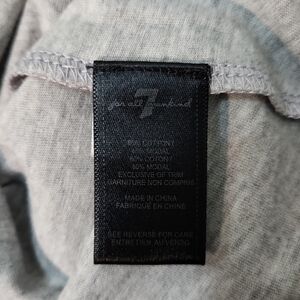 7
for all mankind
60% COTTON
40% MODAL
60% COTON
40% MODAL
EXCLUSIVE OF TRIM
GARNITURE NON COMPRIS
MADE IN CHINA
FABRIQUE EN CHINE
SEE REVERSE FOR CARE
ENTRETIEN AU VERSO